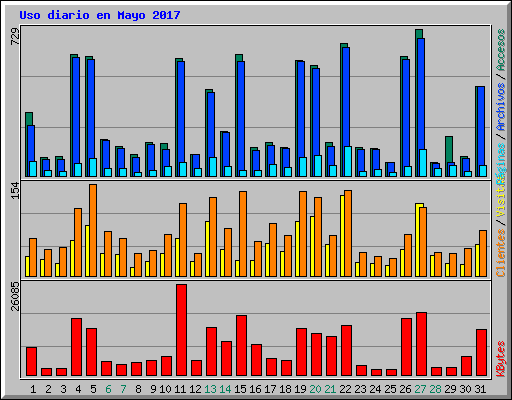 Uso diario en Mayo 2017
729
164
26085
Páginas / Archivos / Accesos
Clientes / Visitas
KBytes
1 2 3 4 5 6 7 8 9 10 11 12 13 14 15 16 17 18 19 20 21 22 23 24 25 26 27 28 29 30 31